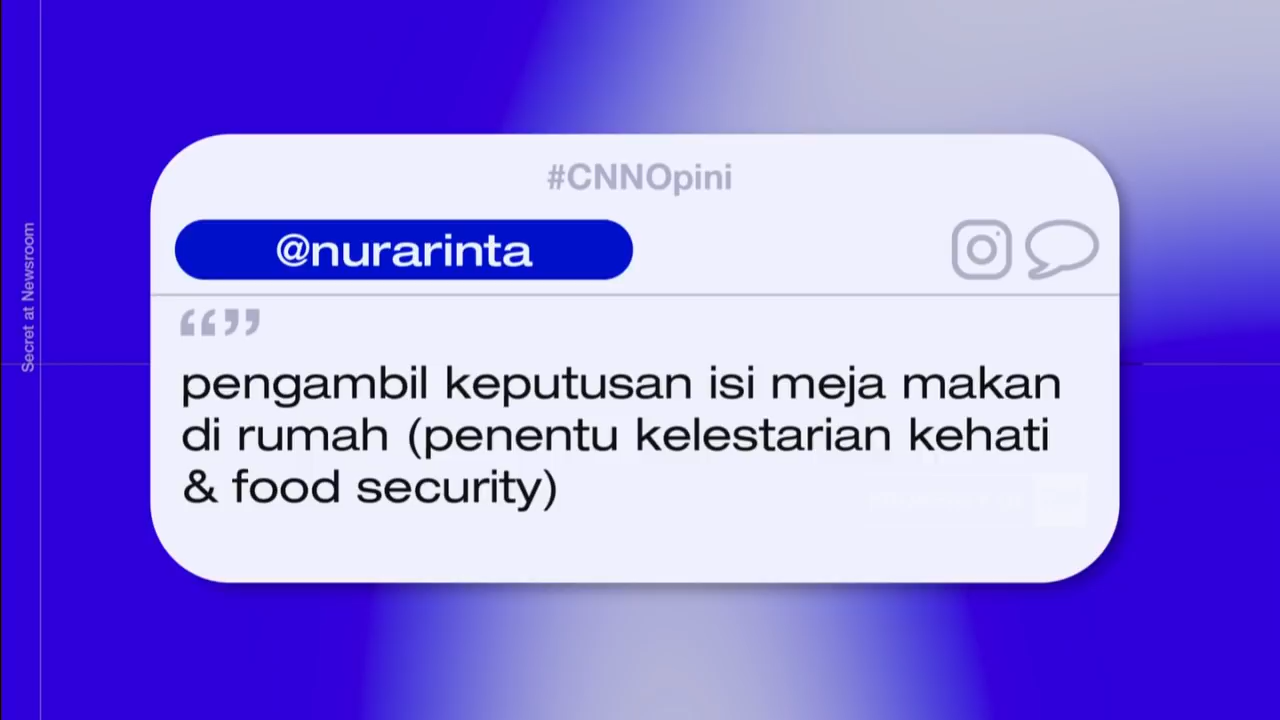 #CNNOpini
@nurarinta
“”
pengambil keputusan isi meja makan
di rumah (penentu kelestarian kehati
& food security)
Secret at Newsroom